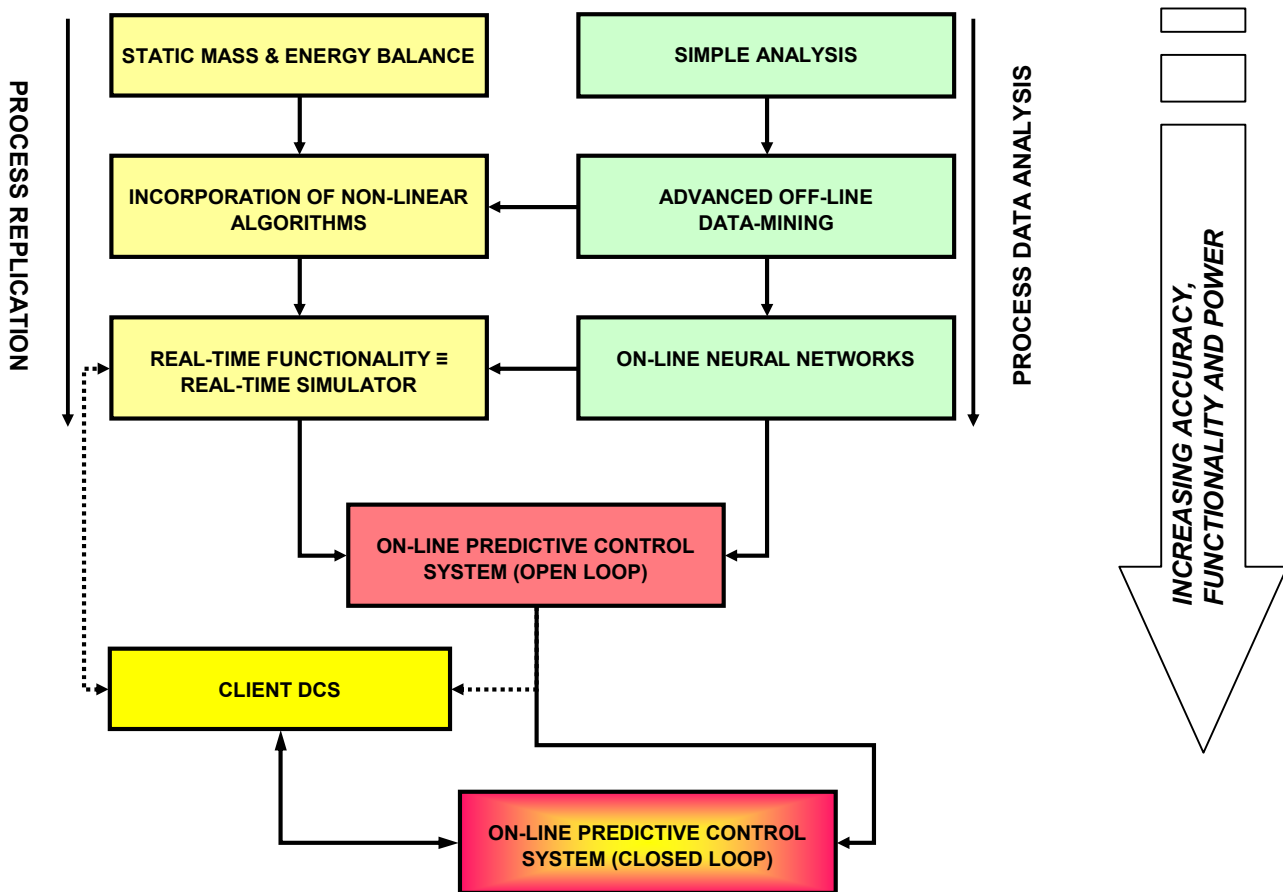 STATIC MASS & ENERGY BALANCE
SIMPLE ANALYSIS
PROCESS REPLICATION
PROCESS DATA ANALYSIS
INCORPORATION OF NON-LINEAR
ALGORITHMS
ADVANCED OFF-LINE
DATA-MINING
REAL-TIME FUNCTIONALITY ≡
REAL-TIME SIMULATOR
ON-LINE NEURAL NETWORKS
INCREASING ACCURACY,
FUNCTIONALITY AND POWER
ON-LINE PREDICTIVE CONTROL
SYSTEM (OPEN LOOP)
CLIENT DCS
ON-LINE PREDICTIVE CONTROL
SYSTEM (CLOSED LOOP)